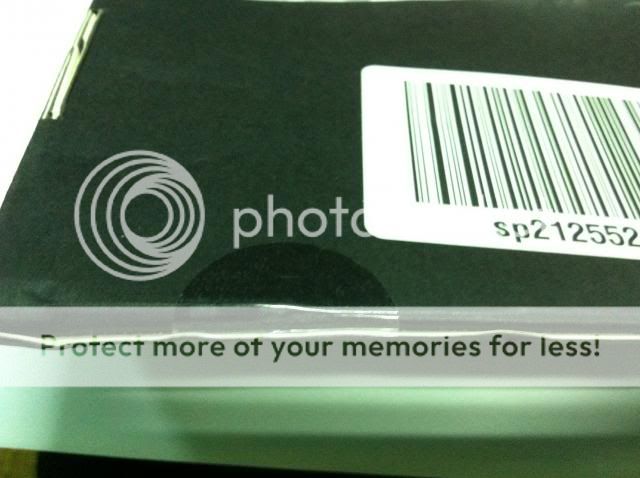 photo
sp212552
Protect more of your memories for less!